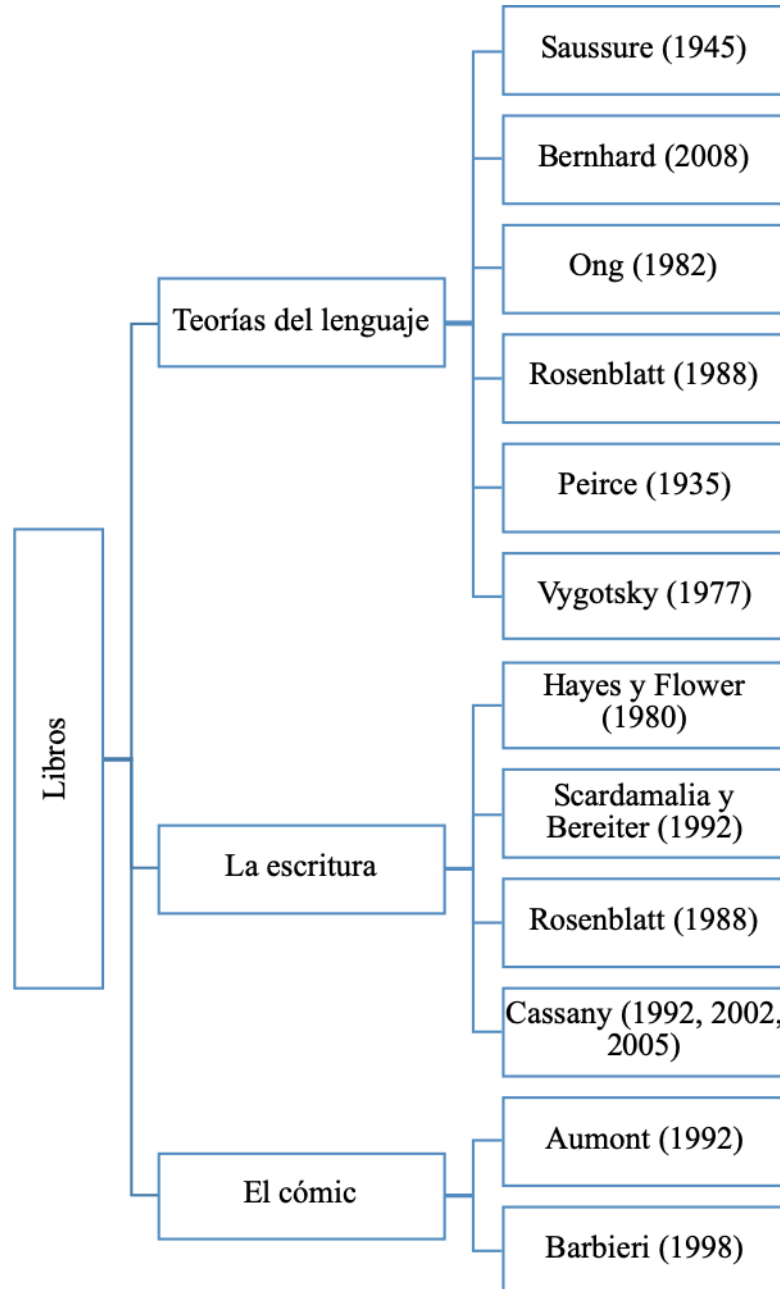 Libros
Teorías del lenguaje
Saussure (1945)
Bernhard (2008)
Ong (1982)
Rosenblatt (1988)
Peirce (1935)
Vygotsky (1977)
La escritura
Hayes y Flower
(1980)
Scardamalia y
Bereiter (1992)
Rosenblatt (1988)
Cassany (1992, 2002,
2005)
El cómic
Aumont (1992)
Barbieri (1998)